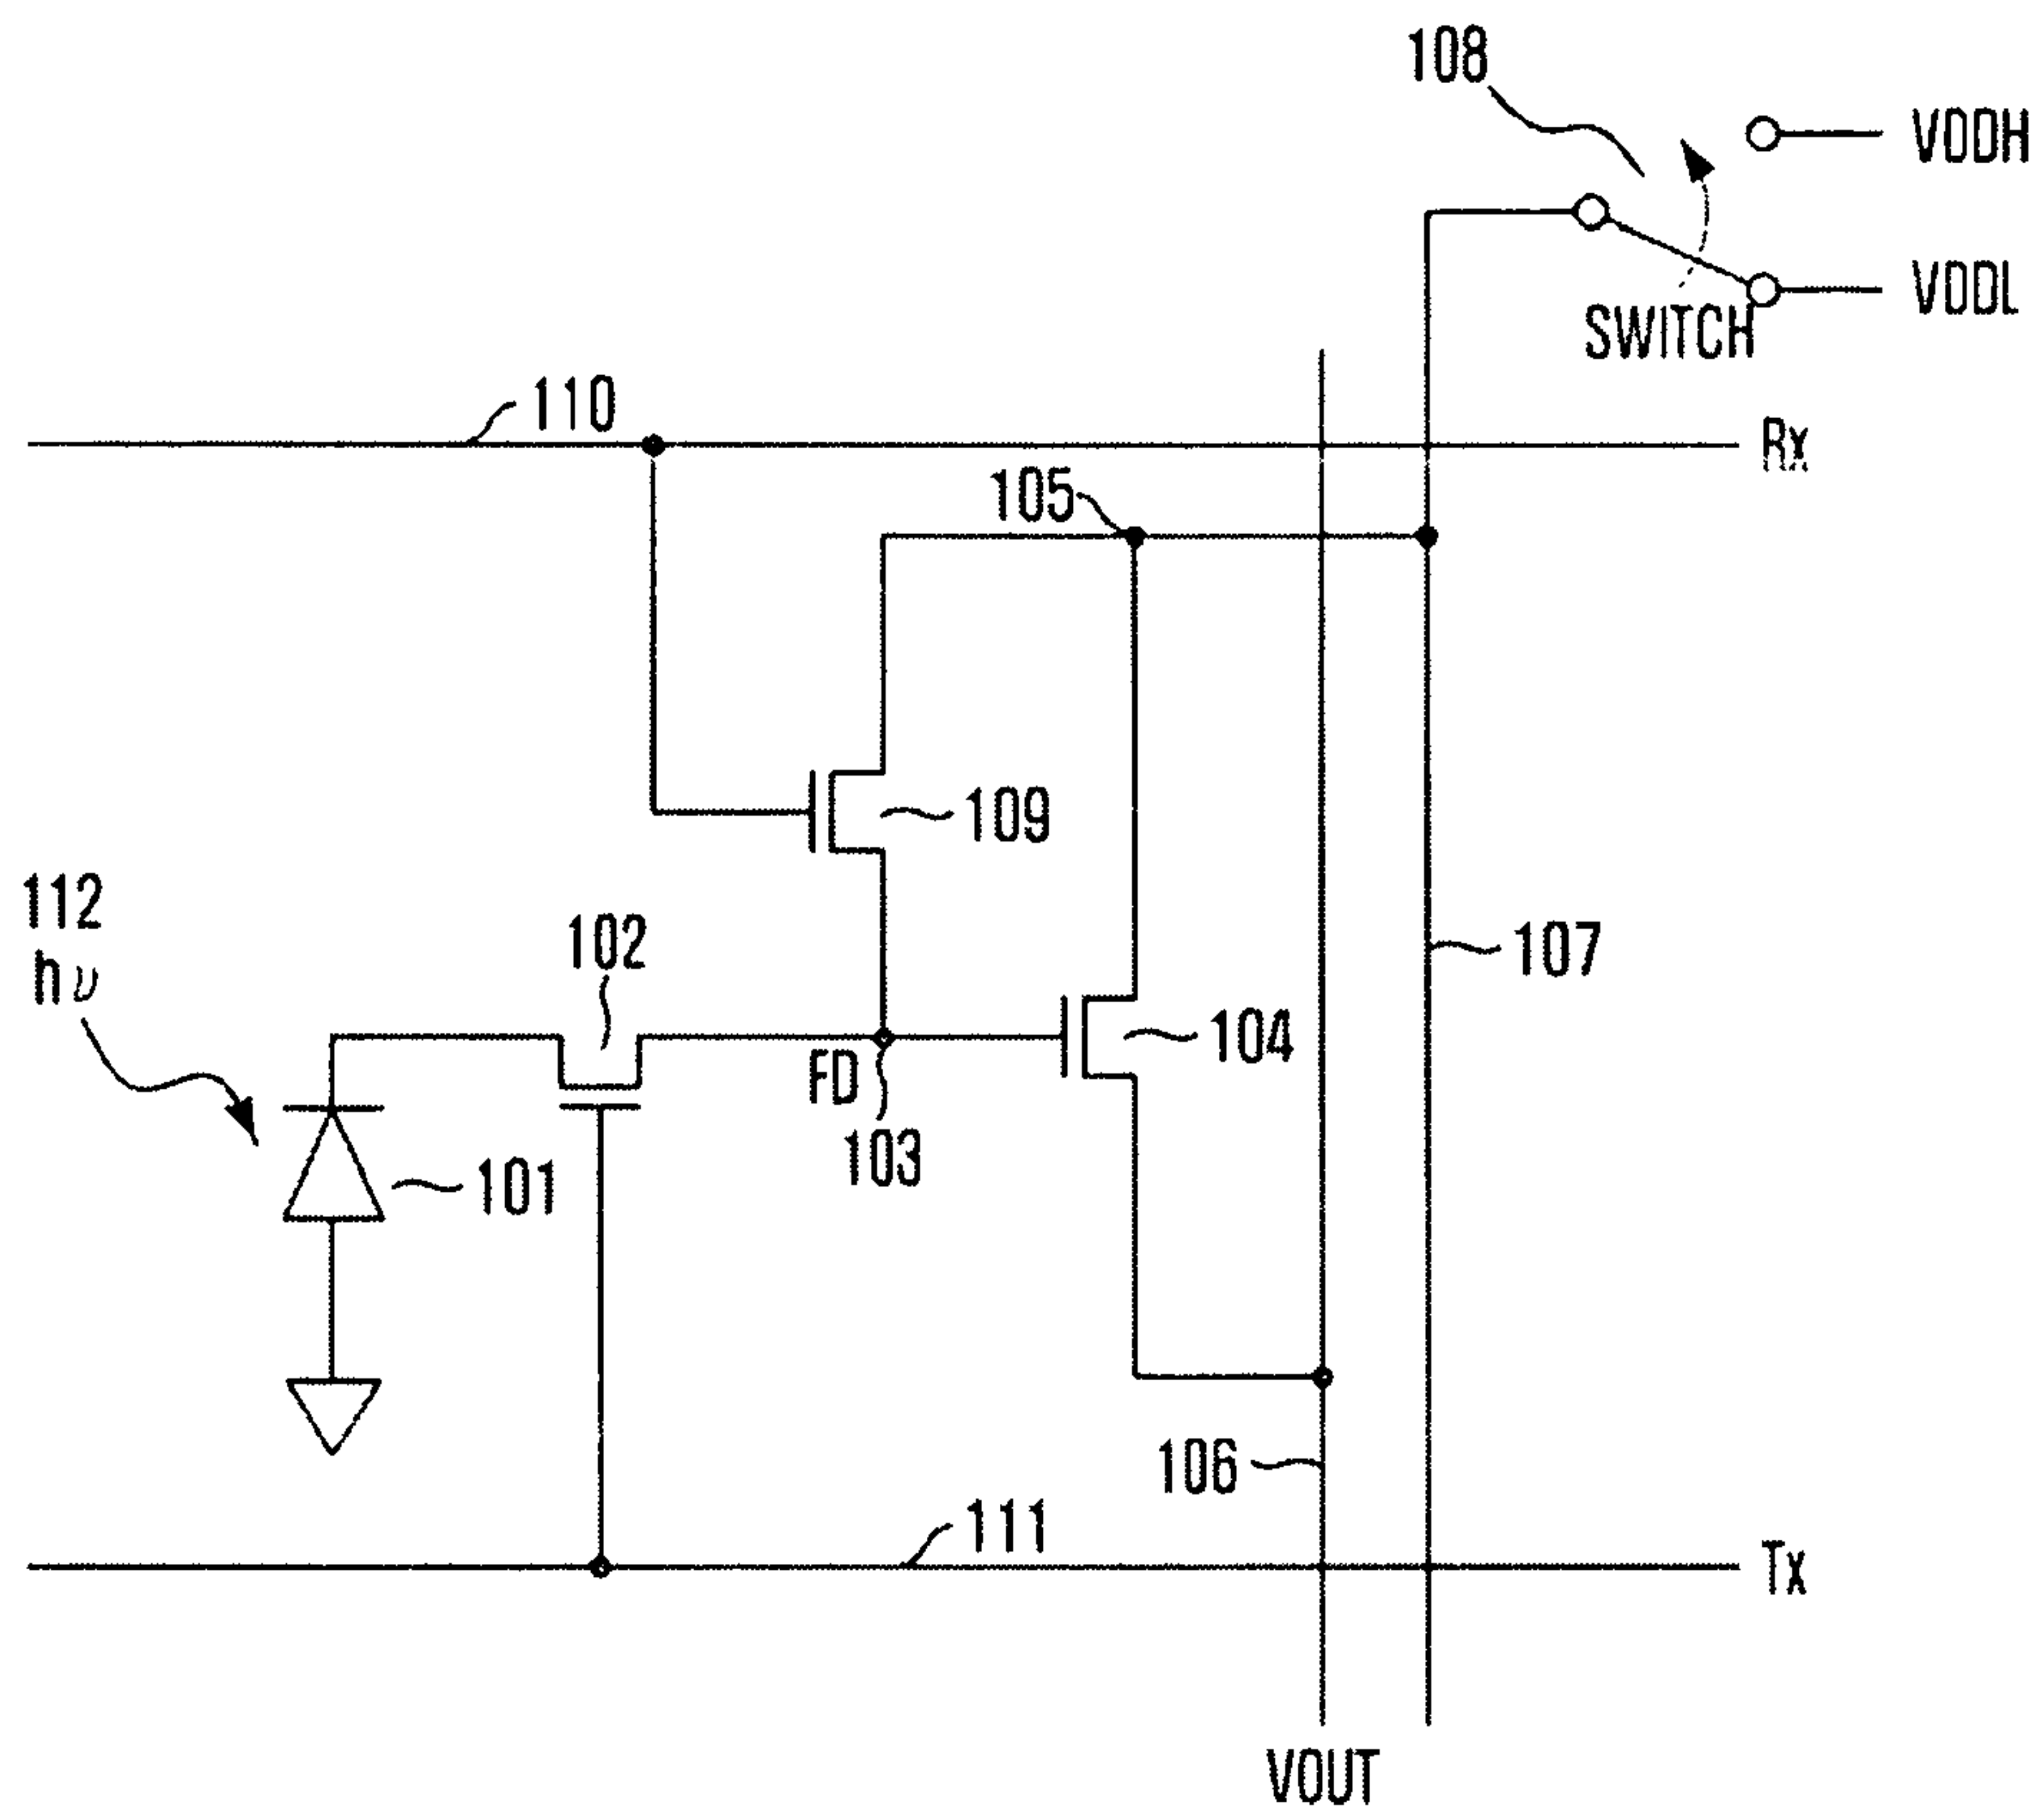 108
VDDH
VDDL
SWITCH
110
Rx
105
109
112
hν
102
107
104
FD
103
101
106
111
Tx
VOUT